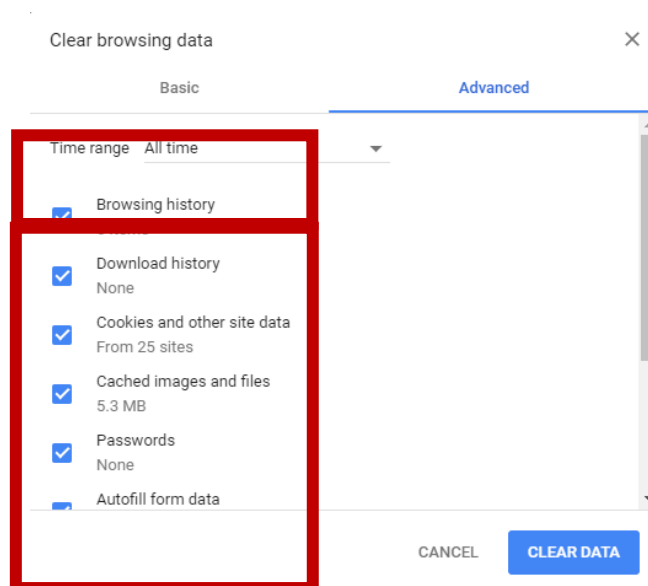 Clear browsing data
Basic Advanced
Time range All time
Browsing history
Download history
None
Cookies and other site data
From 25 sites
Cached images and files
5.3 MB
Passwords
None
Autofill form data
CANCEL CLEAR DATA